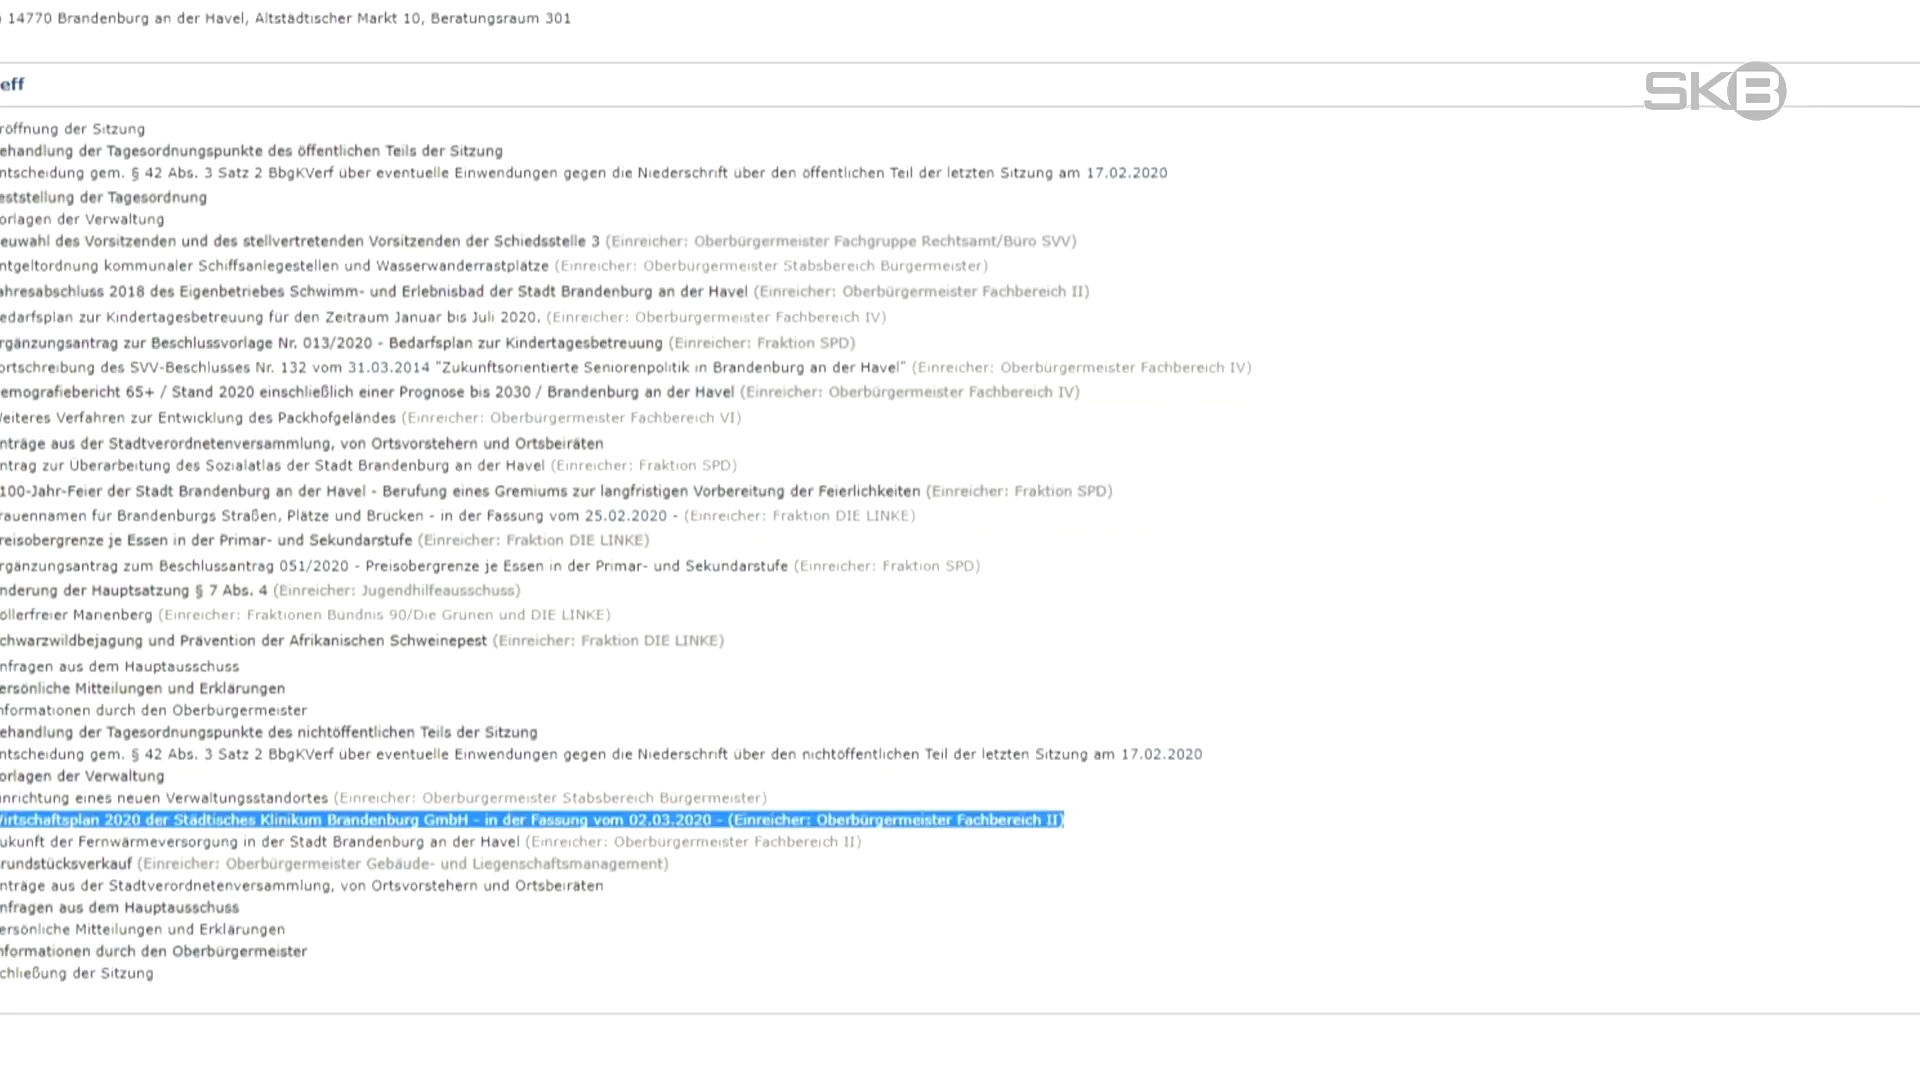 14770 Brandenburg an der Havel, Altstädtischer Markt 10, Beratungsraum 301
SKB
eff
röffnung der Sitzung
ehandlung der Tagesordnungspunkte des öffentlichen Teils der Sitzung
ntscheidung gem. § 42 Abs. 3 Satz 2 BbgKVerf über eventuelle Einwendungen gegen die Niederschrift über den öffentlichen Teil der letzten Sitzung am 17.02.2020
eststellung der Tagesordnung
orlagen der Verwaltung
euwahl des Vorsitzenden und des stellvertretenden Vorsitzenden der Schiedsstelle 3 (Einreicher: Oberbürgermeister Fachgruppe Rechtsamt/Büro SVV)
ntgeltordnung kommunaler Schiffsanlegestellen und Wasserwanderrastplätze (Einreicher: Oberbürgermeister Stabsbereich Bürgermeister)
ahresabschluss 2018 des Eigenbetriebes Schwimm- und Erlebnisbad der Stadt Brandenburg an der Havel (Einreicher: Oberbürgermeister Fachbereich II)
edarfsplan zur Kindertagesbetreuung für den Zeitraum Januar bis Juli 2020. (Einreicher: Oberbürgermeister Fachbereich IV)
rgänzungsantrag zur Beschlussvorlage Nr. 013/2020 - Bedarfsplan zur Kindertagesbetreuung (Einreicher: Fraktion SPD)
ortschreibung des SVV-Beschlusses Nr. 132 vom 31.03.2014 "Zukunftsorientierte Seniorenpolitik in Brandenburg an der Havel" (Einreicher: Oberbürgermeister Fachbereich IV)
emografiebericht 65+ / Stand 2020 einschließlich einer Prognose bis 2030 / Brandenburg an der Havel (Einreicher: Oberbürgermeister Fachbereich IV)
Weiteres Verfahren zur Entwicklung des Packhofgeländes (Einreicher: Oberbürgermeister Fachbereich VI)
nträge aus der Stadtverordnetenversammlung, von Ortsvorstehern und Ortsbeiräten
ntrag zur Überarbeitung des Sozialatlas der Stadt Brandenburg an der Havel (Einreicher: Fraktion SPD)
100-Jahr-Feier der Stadt Brandenburg an der Havel - Berufung eines Gremiums zur langfristigen Vorbereitung der Feierlichkeiten (Einreicher: Fraktion SPD)
rauennamen für Brandenburgs Straßen, Plätze und Brücken - in der Fassung vom 25.02.2020 - (Einreicher: Fraktion DIE LINKE)
reisobergrenze je Essen in der Primar- und Sekundarstufe (Einreicher: Fraktion DIE LINKE)
rgänzungsantrag zum Beschlussantrag 051/2020 - Preisobergrenze je Essen in der Primar- und Sekundarstufe (Einreicher: Fraktion SPD)
nderung der Hauptsatzung § 7 Abs. 4 (Einreicher: Jugendhilfeausschuss)
öllerfreier Marienberg (Einreicher: Fraktionen Bündnis 90/Die Grünen und DIE LINKE)
chwarzwildbejagung und Prävention der Afrikanischen Schweinepest (Einreicher: Fraktion DIE LINKE)
nfragen aus dem Hauptausschuss
ersönliche Mitteilungen und Erklärungen
nformationen durch den Oberbürgermeister
ehandlung der Tagesordnungspunkte des nichtöffentlichen Teils der Sitzung
ntscheidung gem. § 42 Abs. 3 Satz 2 BbgKVerf über eventuelle Einwendungen gegen die Niederschrift über den nichtöffentlichen Teil der letzten Sitzung am 17.02.2020
orlagen der Verwaltung
inrichtung eines neuen Verwaltungsstandortes (Einreicher: Oberbürgermeister Stabsbereich Bürgermeister)
Wirtschaftsplan 2020 der Städtisches Klinikum Brandenburg GmbH - in der Fassung vom 02.03.2020 - (Einreicher: Oberbürgermeister Fachbereich II)
ukunft der Fernwärmeversorgung in der Stadt Brandenburg an der Havel (Einreicher: Oberbürgermeister Fachbereich II)
rundstücksverkauf (Einreicher: Oberbürgermeister Gebäude- und Liegenschaftsmanagement)
nträge aus der Stadtverordnetenversammlung, von Ortsvorstehern und Ortsbeiräten
nfragen aus dem Hauptausschuss
ersönliche Mitteilungen und Erklärungen
nformationen durch den Oberbürgermeister
chließung der Sitzung